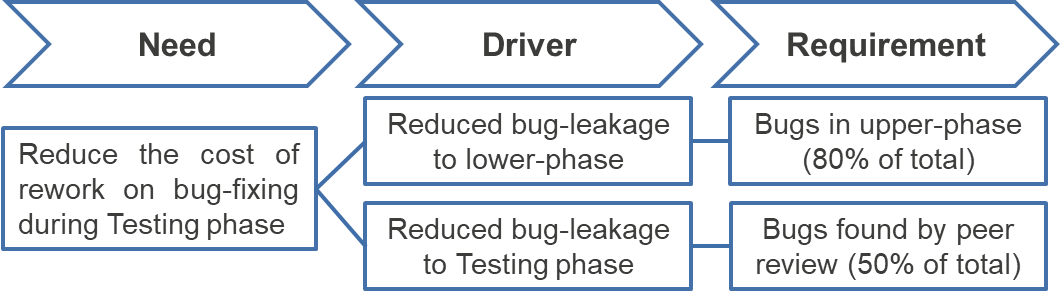 Need
Driver
Requirement
Reduce the cost of
rework on bug-fixing
during Testing phase
Reduced bug-leakage
to lower-phase
Bugs in upper-phase
(80% of total)
Reduced bug-leakage
to Testing phase
Bugs found by peer
review (50% of total)